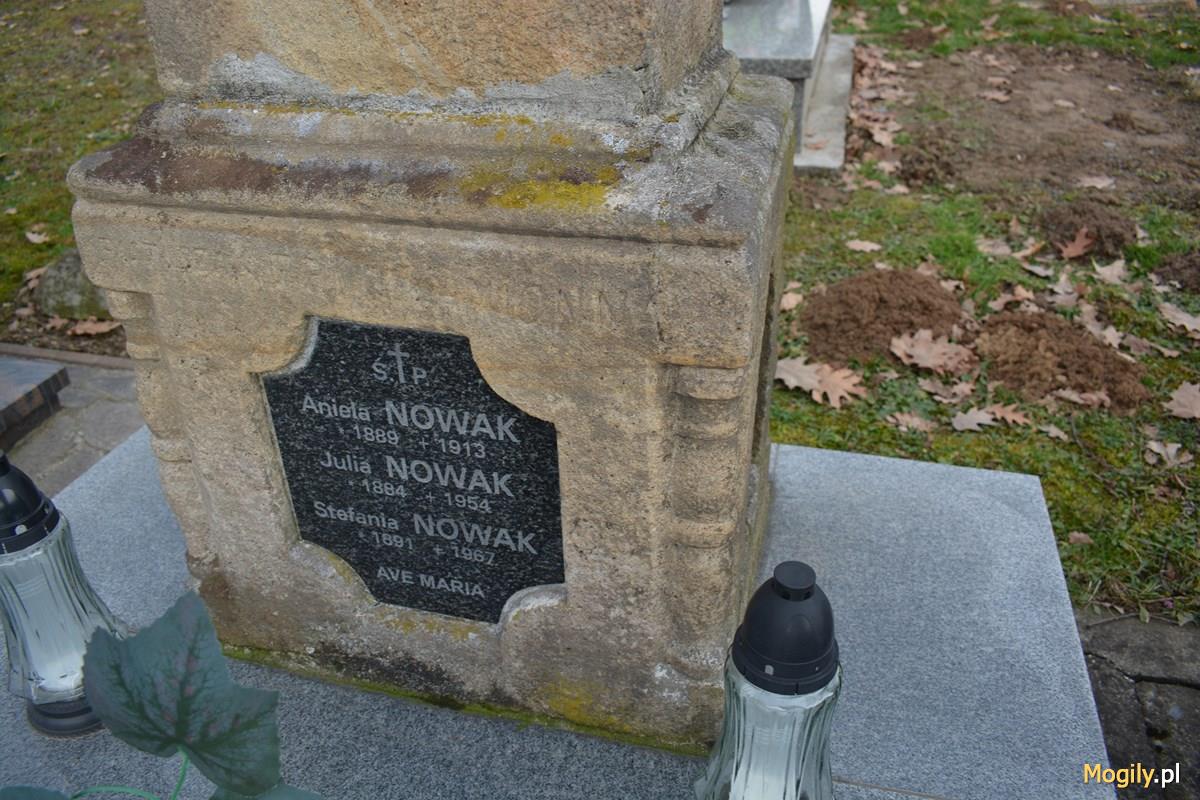 Ś.†P.
Aniela NOWAK
* 1889 + 1913
Julia NOWAK
* 1884 + 1954
Stefania NOWAK
* 1891 + 1967
AVE MARIA
Mogily.pl